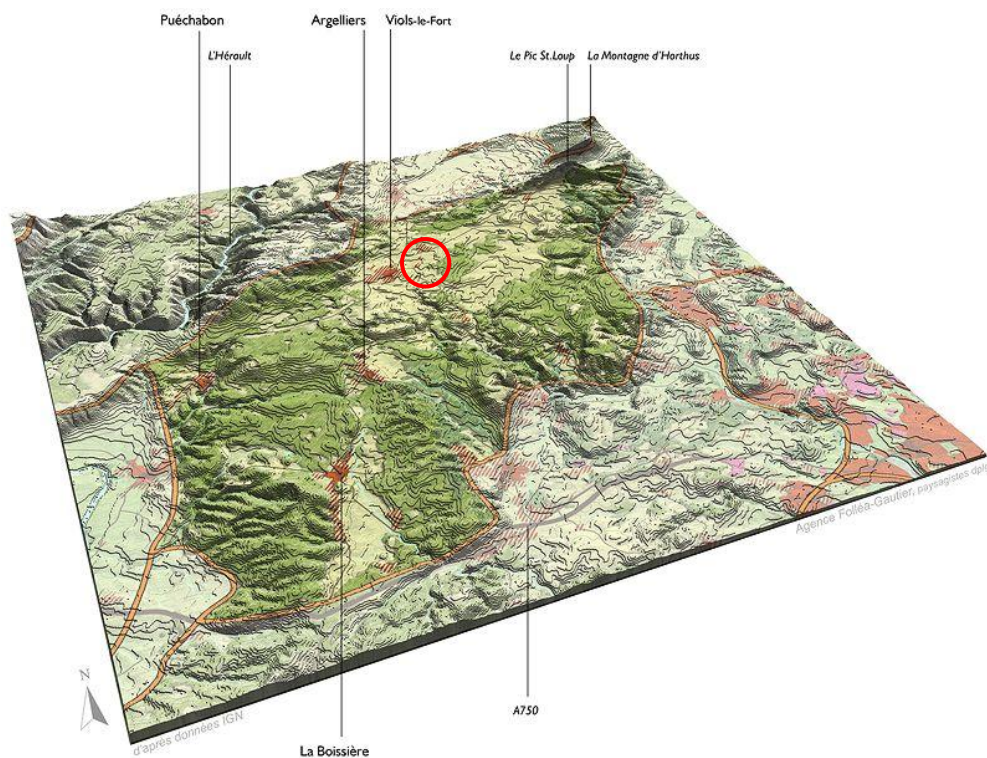 Puéchabon
Argelliers
Viols-le-Fort
L'Hérault
Le Pic St.Loup
La Montagne d'Horthus
Agence Folléa-Gautier, paysagistes dplg
N
d'après données IGN
A750
La Boissière